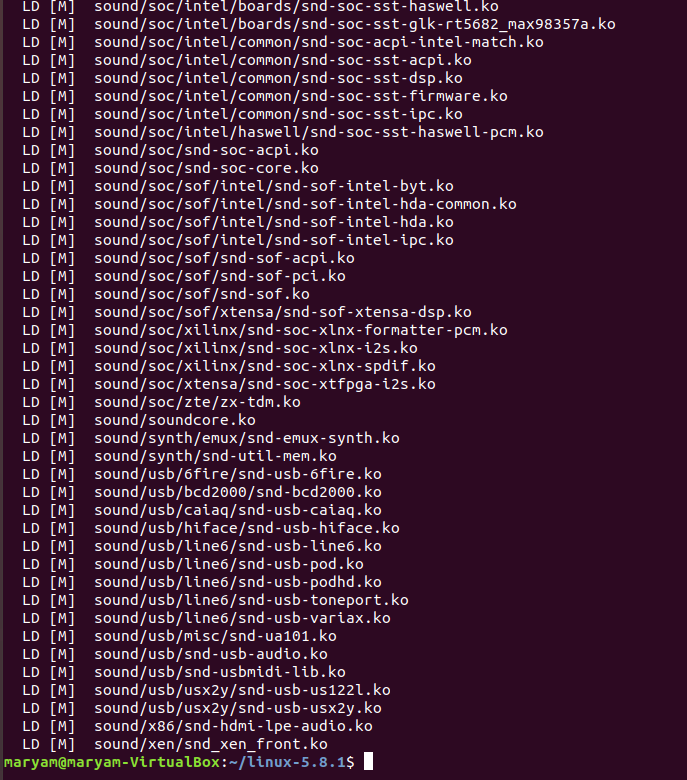 LD [M]  sound/soc/intel/boards/snd-soc-sst-haswell.ko
LD [M]  sound/soc/intel/boards/snd-soc-sst-glk-rt5682_max98357a.ko
LD [M]  sound/soc/intel/common/snd-soc-acpi-intel-match.ko
LD [M]  sound/soc/intel/common/snd-soc-sst-acpi.ko
LD [M]  sound/soc/intel/common/snd-soc-sst-dsp.ko
LD [M]  sound/soc/intel/common/snd-soc-sst-firmware.ko
LD [M]  sound/soc/intel/common/snd-soc-sst-ipc.ko
LD [M]  sound/soc/intel/haswell/snd-soc-sst-haswell-pcm.ko
LD [M]  sound/soc/snd-soc-acpi.ko
LD [M]  sound/soc/snd-soc-core.ko
LD [M]  sound/soc/sof/intel/snd-sof-intel-byt.ko
LD [M]  sound/soc/sof/intel/snd-sof-intel-hda-common.ko
LD [M]  sound/soc/sof/intel/snd-sof-intel-hda.ko
LD [M]  sound/soc/sof/intel/snd-sof-intel-ipc.ko
LD [M]  sound/soc/sof/snd-sof-acpi.ko
LD [M]  sound/soc/sof/snd-sof-pci.ko
LD [M]  sound/soc/sof/snd-sof.ko
LD [M]  sound/soc/sof/xtensa/snd-sof-xtensa-dsp.ko
LD [M]  sound/soc/xilinx/snd-soc-xlnx-formatter-pcm.ko
LD [M]  sound/soc/xilinx/snd-soc-xlnx-i2s.ko
LD [M]  sound/soc/xilinx/snd-soc-xlnx-spdif.ko
LD [M]  sound/soc/xtensa/snd-soc-xtfpga-i2s.ko
LD [M]  sound/soc/zte/zx-tdm.ko
LD [M]  sound/soundcore.ko
LD [M]  sound/synth/emux/snd-emux-synth.ko
LD [M]  sound/synth/snd-util-mem.ko
LD [M]  sound/usb/6fire/snd-usb-6fire.ko
LD [M]  sound/usb/bcd2000/snd-bcd2000.ko
LD [M]  sound/usb/caiaq/snd-usb-caiaq.ko
LD [M]  sound/usb/hiface/snd-usb-hiface.ko
LD [M]  sound/usb/line6/snd-usb-line6.ko
LD [M]  sound/usb/line6/snd-usb-pod.ko
LD [M]  sound/usb/line6/snd-usb-podhd.ko
LD [M]  sound/usb/line6/snd-usb-toneport.ko
LD [M]  sound/usb/line6/snd-usb-variax.ko
LD [M]  sound/usb/misc/snd-ua101.ko
LD [M]  sound/usb/snd-usb-audio.ko
LD [M]  sound/usb/snd-usbmidi-lib.ko
LD [M]  sound/usb/usx2y/snd-usb-us122l.ko
LD [M]  sound/usb/usx2y/snd-usb-usx2y.ko
LD [M]  sound/x86/snd-hdmi-lpe-audio.ko
LD [M]  sound/xen/snd_xen_front.ko
maryam@maryam-VirtualBox:~/linux-5.8.1$